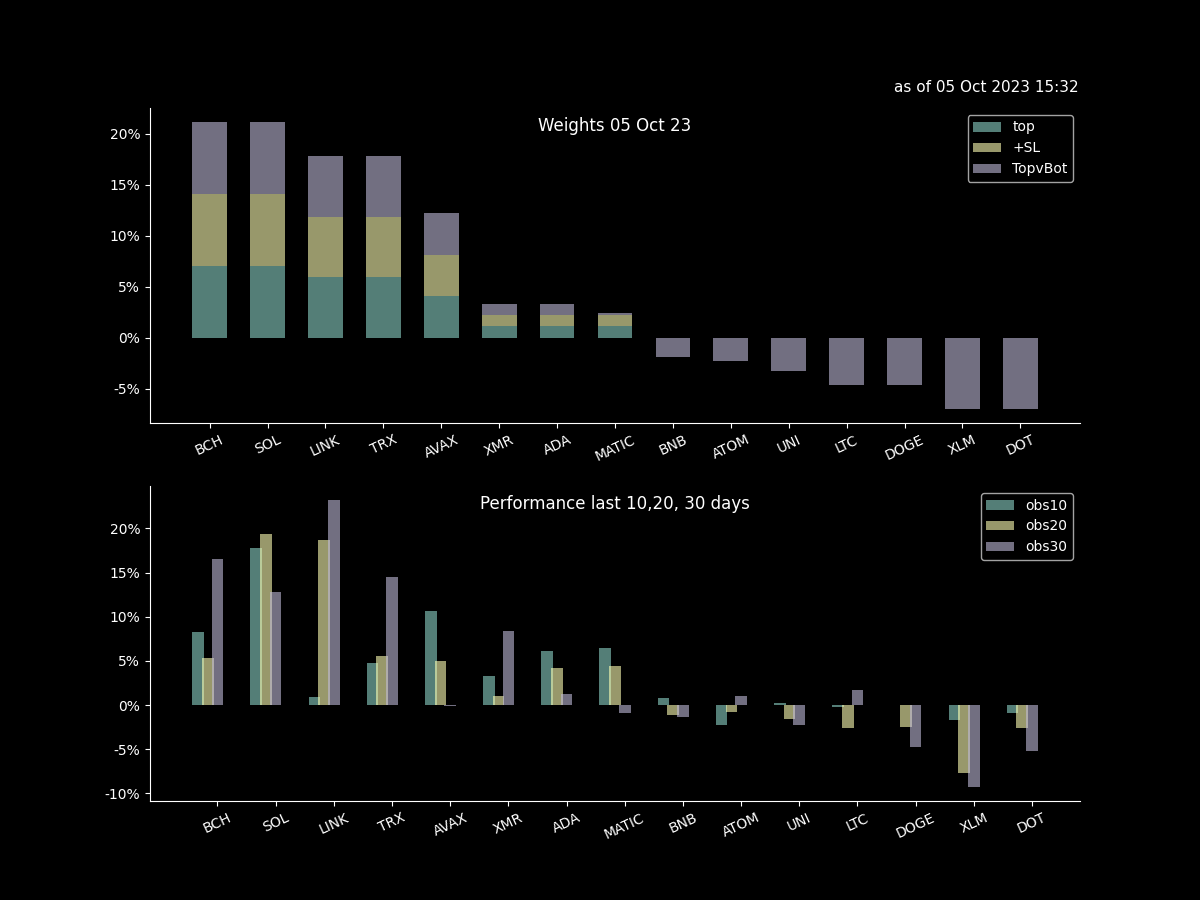 as of 05 Oct 2023 15:32
Weights 05 Oct 23
top
+SL
TopvBot
20%
15%
10%
5%
0%
-5%
BCH SOL LINK TRX AVAX XMR ADA MATIC BNB ATOM UNI LTC DOGE XLM DOT
Performance last 10,20, 30 days
obs10
obs20
obs30
20%
15%
10%
5%
0%
-5%
-10%
BCH SOL LINK TRX AVAX XMR ADA MATIC BNB ATOM UNI LTC DOGE XLM DOT